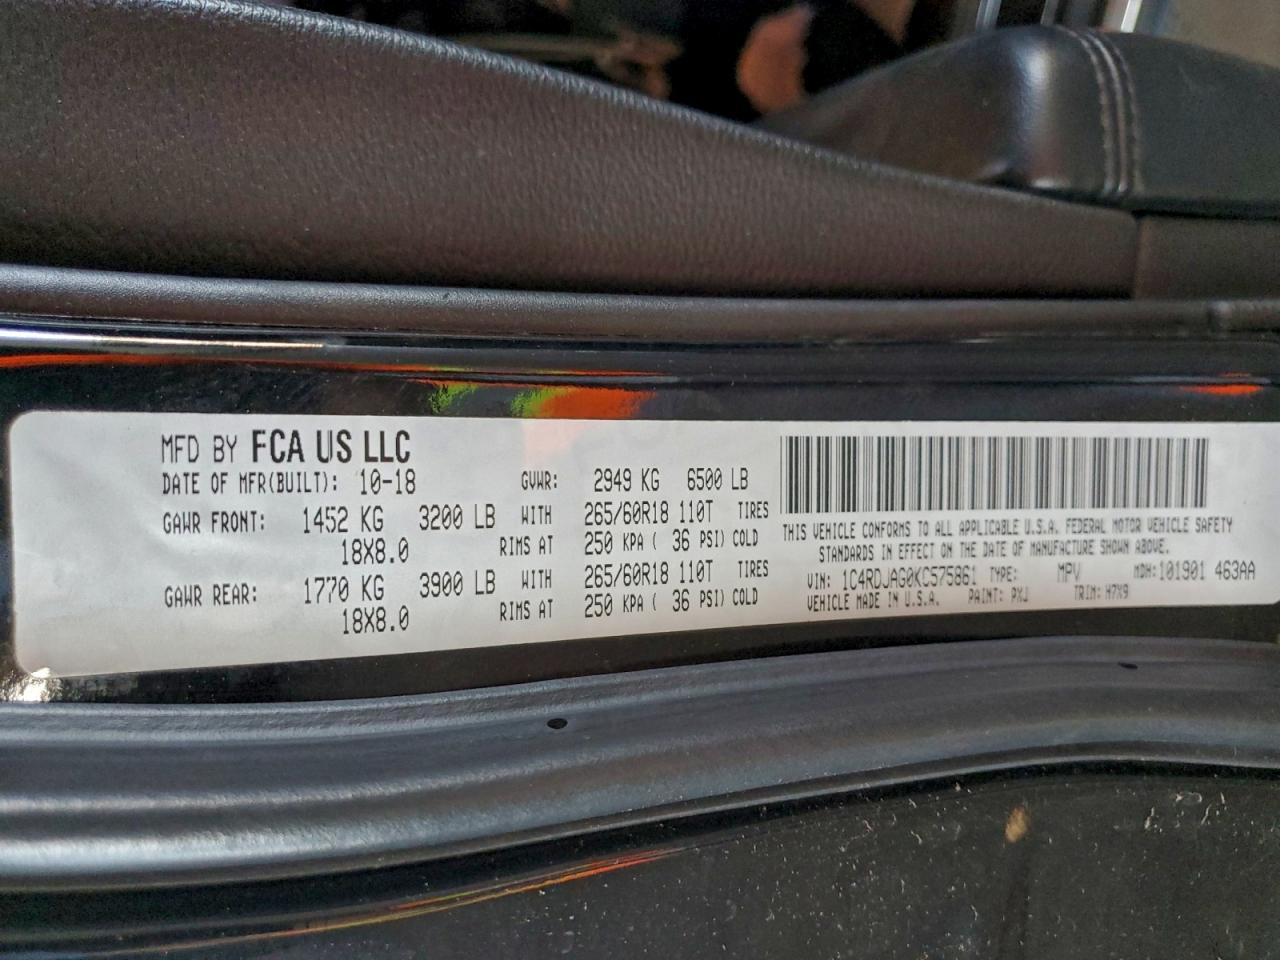 MFD BY FCA US LLC
DATE OF MFR(BUILT): 10-18 GVWR: 2949 KG 6500 LB
GAWR FRONT: 1452 KG 3200 LB WITH 265/60R18 110T TIRES
18X8.0 RIMS AT 250 KPA ( 36 PSI) COLD
GAWR REAR: 1770 KG 3900 LB WITH 265/60R18 110T TIRES
18X8.0 RIMS AT 250 KPA ( 36 PSI) COLD
THIS VEHICLE CONFORMS TO ALL APPLICABLE U.S.A. FEDERAL MOTOR VEHICLE SAFETY
STANDARDS IN EFFECT ON THE DATE OF MANUFACTURE SHOWN ABOVE.
VIN: 1C4RDJAG0KC575861 TYPE: MPV MDH:101901 463AA
VEHICLE MADE IN U.S.A. PAINT: PXJ TRIM: H7X9